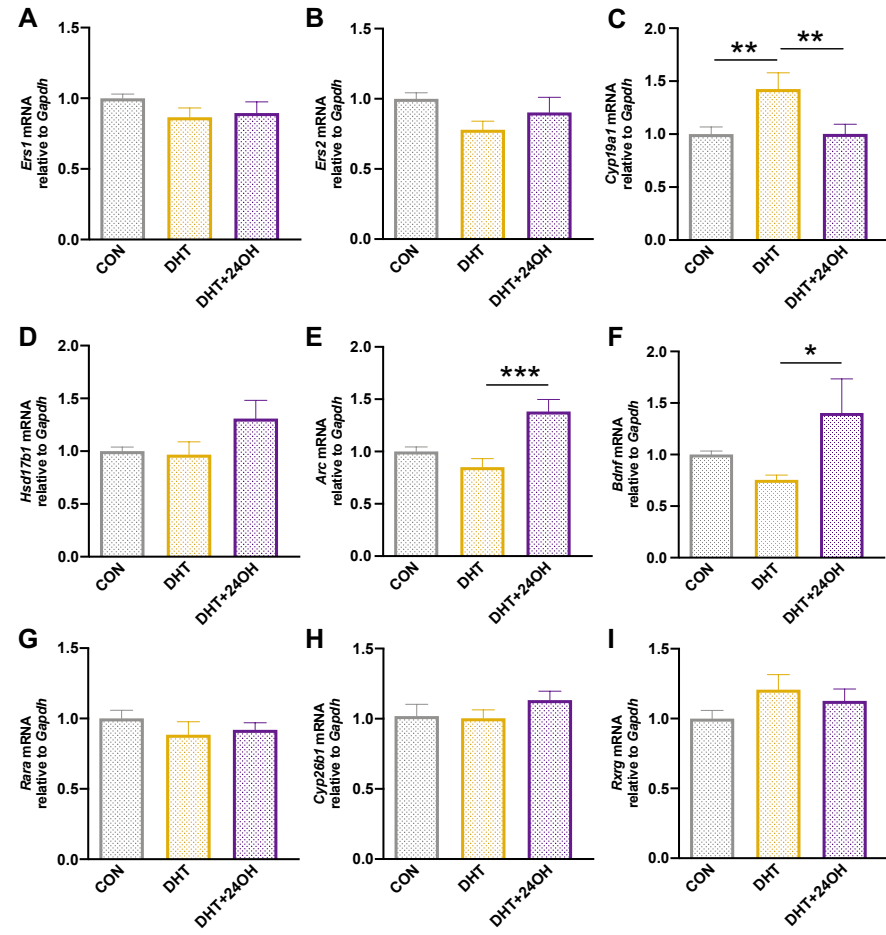 A
Ers1 mRNA
relative to Gapdh
1.5
1.0
0.5
0.0
CON
DHT
DHT+24OH
B
Ers2 mRNA
relative to Gapdh
1.5
1.0
0.5
0.0
CON
DHT
DHT+24OH
C
Cyp19a1 mRNA
relative to Gapdh
2.0
1.5
1.0
0.5
0.0
**
**
CON
DHT
DHT+24OH
D
Hsd17b1 mRNA
relative to Gapdh
2.0
1.5
1.0
0.5
0.0
CON
DHT
DHT+24OH
E
Arc mRNA
relative to Gapdh
2.0
1.5
1.0
0.5
0.0
***
CON
DHT
DHT+24OH
F
Bdnf mRNA
relative to Gapdh
2.0
1.5
1.0
0.5
0.0
*
CON
DHT
DHT+24OH
G
Rara mRNA
relative to Gapdh
1.5
1.0
0.5
0.0
CON
DHT
DHT+24OH
H
Cyp26b1 mRNA
relative to Gapdh
1.5
1.0
0.5
0.0
CON
DHT
DHT+24OH
I
Rxrg mRNA
relative to Gapdh
1.5
1.0
0.5
0.0
CON
DHT
DHT+24OH